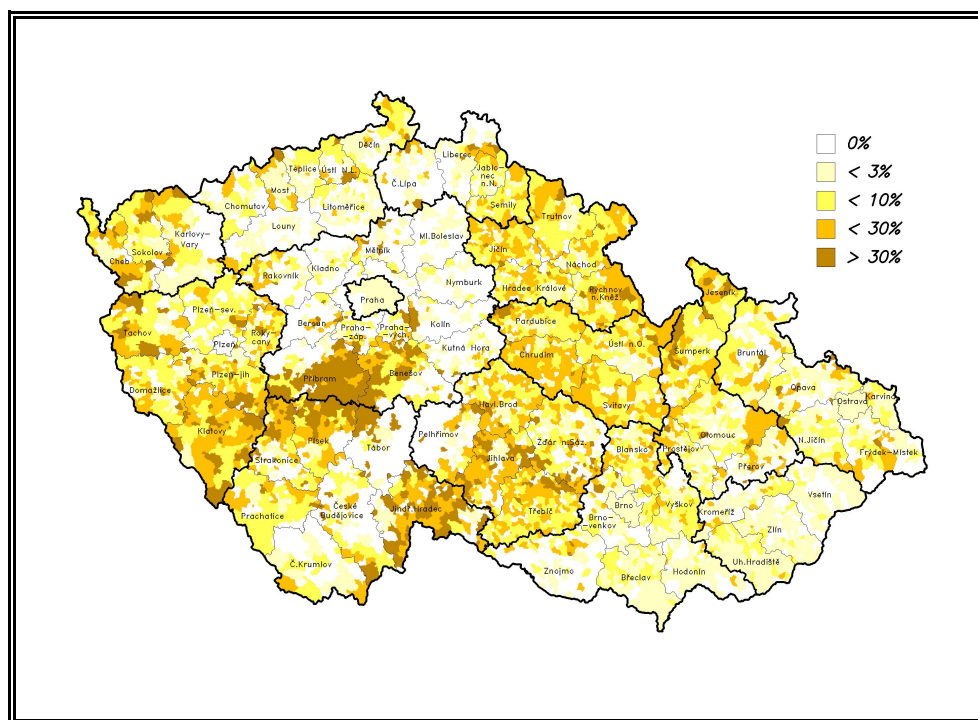 0%
< 3%
< 10%
< 30%
> 30%
Děčín
Liberec
Teplice
Ústí N.L.
Č.Lípa
Jablo-
nec
n.N.
Most
Chomutov
Litoměřice
Semily
Trutnov
Louny
Karlovy-
Vary
Sokolov
Cheb
Mělník
Ml.Boleslav
Jičín
Náchod
Rakovník
Kladno
Nymburk
Hradec Králové
Rychnov
n.Kněž.
Jeseník
Praha
Plzeň-sev.
Tachov
Roky-
cany
Beroun
Praha-
-záp.
Praha-
-vých.
Kolín
Pardubice
Plzeň
Kutná Hora
Chrudim
Ústí n.O.
Šumperk
Bruntál
Plzeň-jih
Příbram
Benešov
Domažlice
Opava
Ostrava
Karviná
Havl.Brod
Svitavy
Klatovy
Písek
Tábor
Pelhřimov
Žďár n.Sáz.
Olomouc
N.Jičín
Blansko
Prostějov
Frýdek-Místek
Strakonice
Jihlava
Přerov
Prachatice
České
Budějovice
Jindř.Hradec
Třebíč
Brno
Brno-
-venkov
Vyškov
Kroměříž
Vsetín
Zlín
Č.Krumlov
Znojmo
Břeclav
Hodonín
Uh.Hradiště